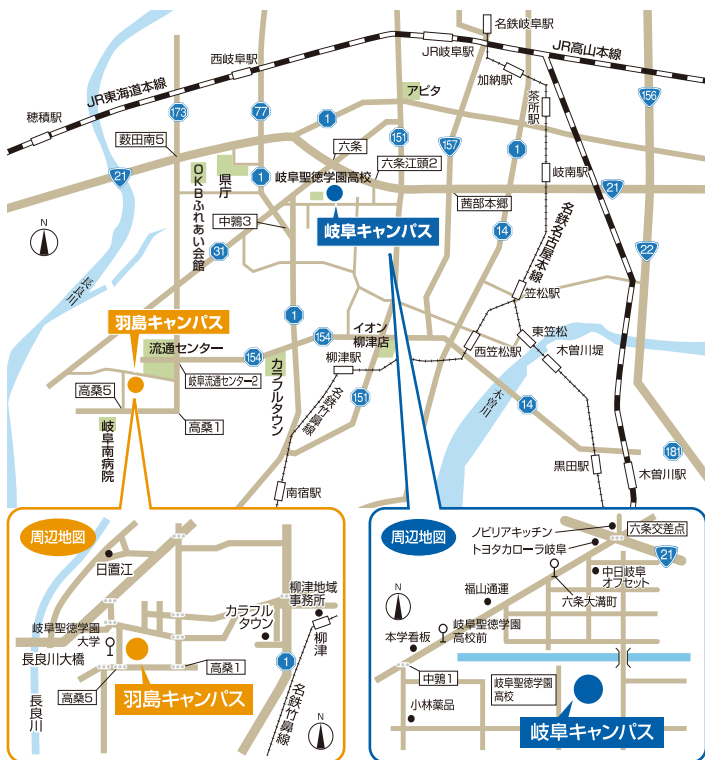 名鉄岐阜駅
JR岐阜駅
JR高山本線
西岐阜駅
加納駅
JR東海道本線
アピタ
穂積駅
173
77
1
151
157
茶所駅
1
156
薮田南5
六条
六条江頭2
岐南駅
21
OKBふれあい会館
県庁
1
岐阜聖徳学園高校
茜部本郷
21
N
中鶉3
岐阜キャンパス
名鉄名古屋本線
31
14
22
長良川
笠松駅
羽島キャンパス
1
154
イオン
柳津店
東笠松
流通センター
154
カラフルタウン
柳津駅
西笠松駅
木曽川堤
高桑5
岐阜流通センター2
名鉄竹鼻線
151
木曽川
14
岐阜南病院
高桑1
181
黒田駅
木曽川駅
南宿駅
周辺地図
日置江
柳津地域
事務所
カラフル
タウン
岐阜聖徳学園
大学
柳津
長良川大橋
高桑1
1
高桑5
羽島キャンパス
長良川
名鉄竹鼻線
N
周辺地図
ノビリアキッチン
六条交差点
トヨタカローラ岐阜
21
中日岐阜
オフセット
福山通運
六条大溝町
N
岐阜聖徳学園
高校前
本学看板
中鶉1
岐阜聖徳学園
高校
小林薬品
岐阜キャンパス